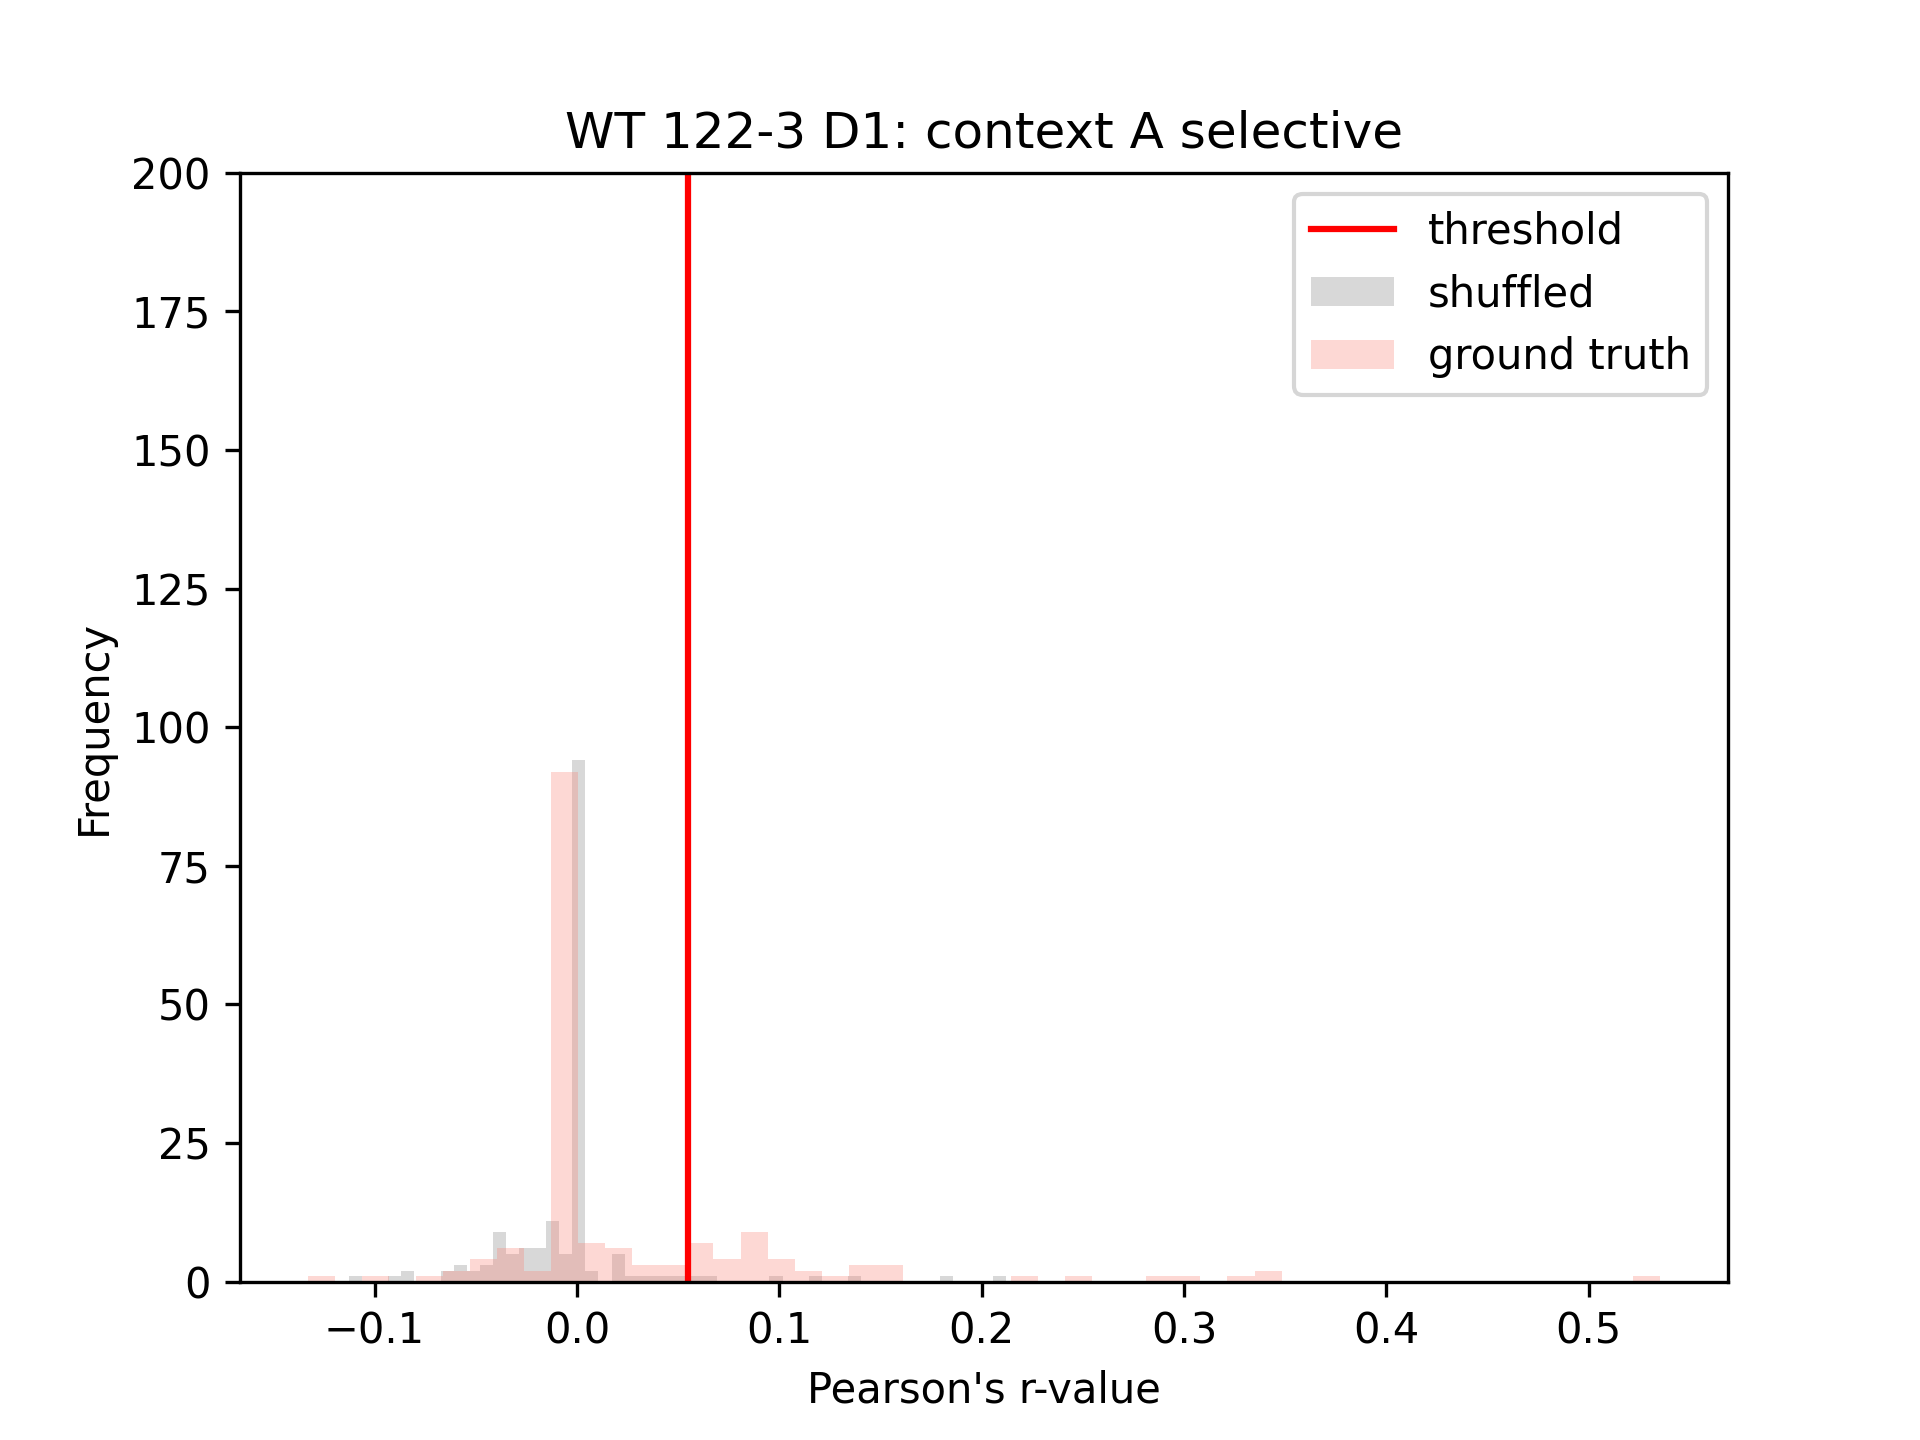 WT 122-3 D1: context A selective
200
175
150
125
100
75
50
25
0
Frequency
threshold
shuffled
ground truth
−0.1 0.0 0.1 0.2 0.3 0.4 0.5
Pearson's r-value